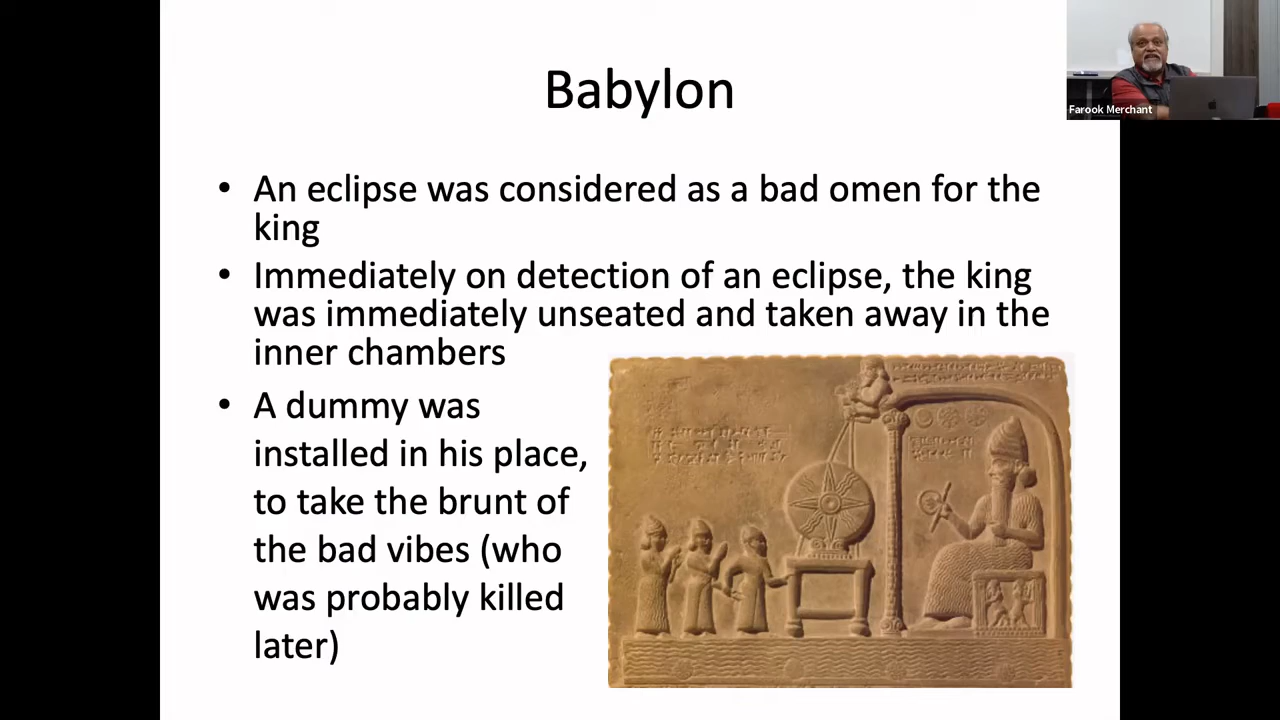 Babylon
• An eclipse was considered as a bad omen for the
king
• Immediately on detection of an eclipse, the king
was immediately unseated and taken away in the
inner chambers
• A dummy was
installed in his place,
to take the brunt of
the bad vibes (who
was probably killed
later)
Farook Merchant